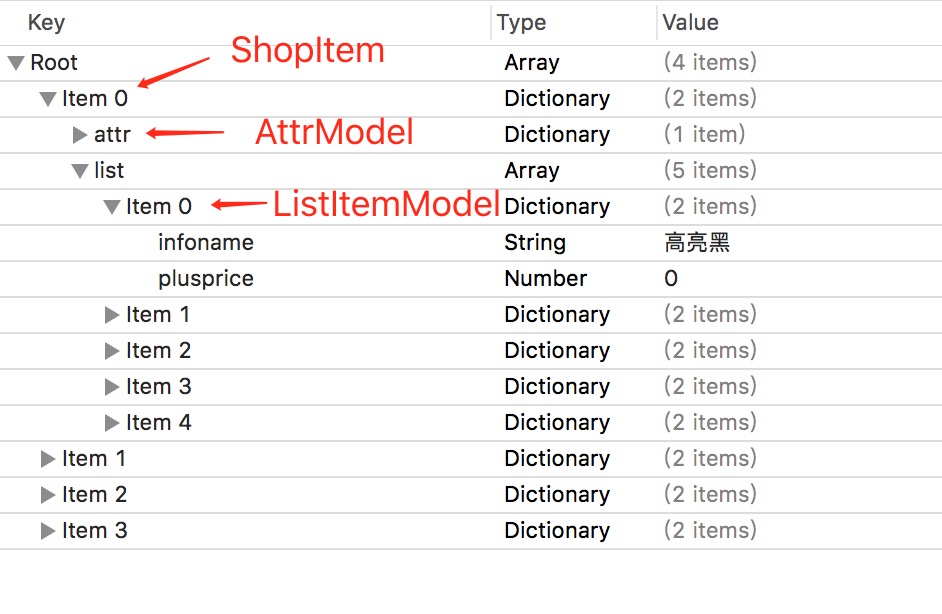 Key Type Value
ShopItem
Root Array (4 items)
Item 0 Dictionary (2 items)
attr AttrModel Dictionary (1 item)
list Array (5 items)
Item 0 ListItemModel Dictionary (2 items)
infoname String 高亮黑
plusprice Number 0
Item 1 Dictionary (2 items)
Item 2 Dictionary (2 items)
Item 3 Dictionary (2 items)
Item 4 Dictionary (2 items)
Item 1 Dictionary (2 items)
Item 2 Dictionary (2 items)
Item 3 Dictionary (2 items)